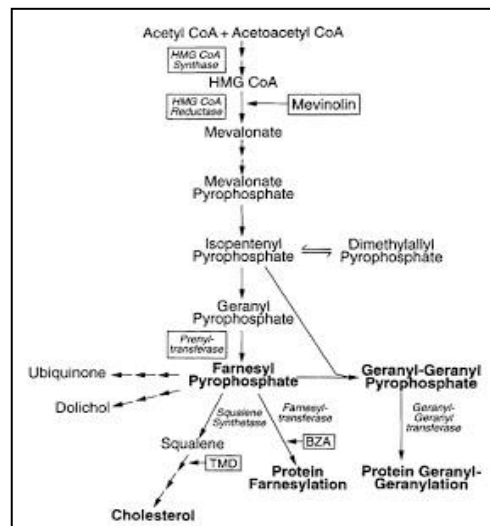 Acetyl CoA + Acetoacetyl CoA
HMG CoA
Synthase
HMG CoA
HMG CoA
Reductase
Mevinolin
Mevalonate
Mevalonate
Pyrophosphate
Isopentenyl
Pyrophosphate
Dimethylallyl
Pyrophosphate
Geranyl
Pyrophosphate
Prenyl-
transferase
Ubiquinone
Farnesyl
Pyrophosphate
Geranyl-Geranyl
Pyrophosphate
Dolichol
Squalene
Synthetase
Farnesyl-
transferase
Geranyl-
Geranyl
transferase
Squalene
BZA
TMD
Protein
Farnesylation
Protein Geranyl-
Geranylation
Cholesterol